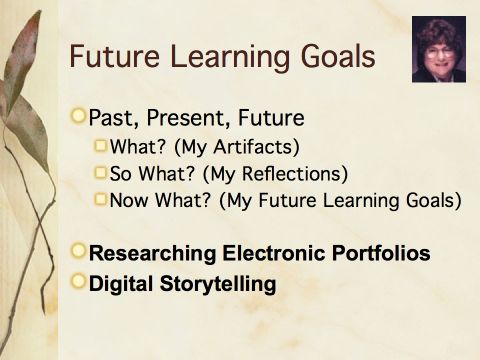 Future Learning Goals
Past, Present, Future
What? (My Artifacts)
So What? (My Reflections)
Now What? (My Future Learning Goals)
Researching Electronic Portfolios
Digital Storytelling